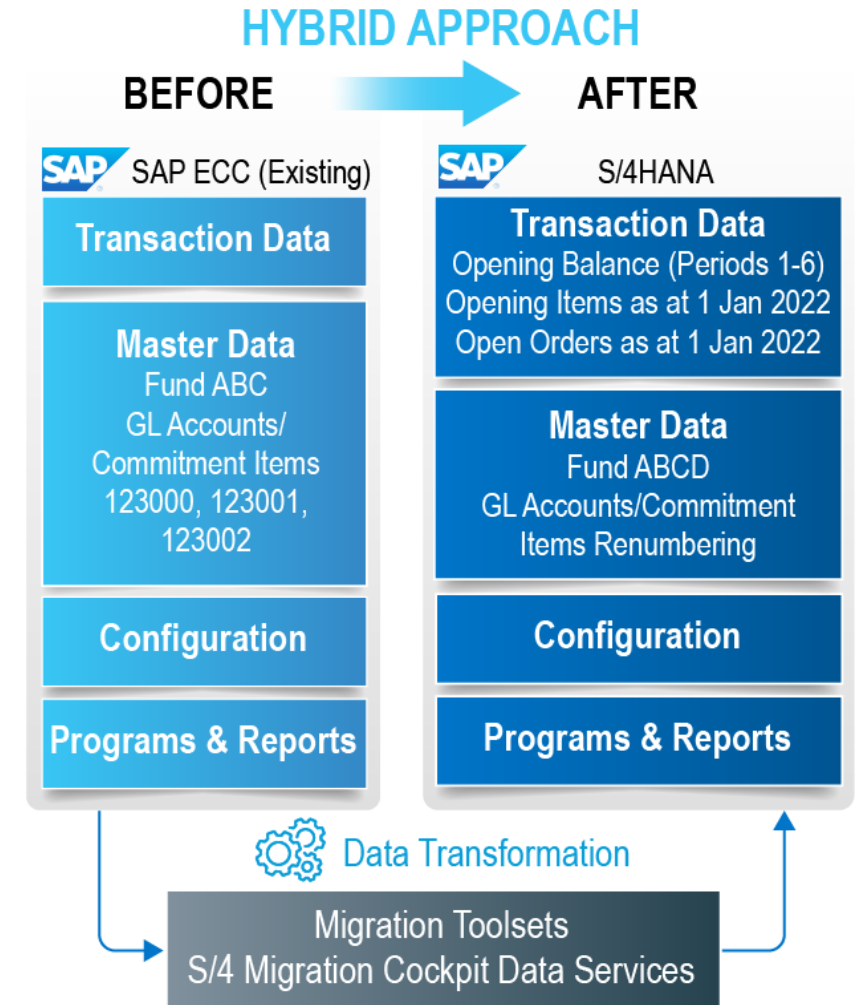 HYBRID APPROACH
BEFORE
AFTER
SAP
SAP ECC (Existing)
Transaction Data
Master Data
Fund ABC
GL Accounts/
Commitment Items
123000, 123001,
123002
Configuration
Programs & Reports
SAP
S/4HANA
Transaction Data
Opening Balance (Periods 1-6)
Opening Items as at 1 Jan 2022
Open Orders as at 1 Jan 2022
Master Data
Fund ABCD
GL Accounts/Commitment
Items Renumbering
Configuration
Programs & Reports
Data Transformation
Migration Toolsets
S/4 Migration Cockpit Data Services